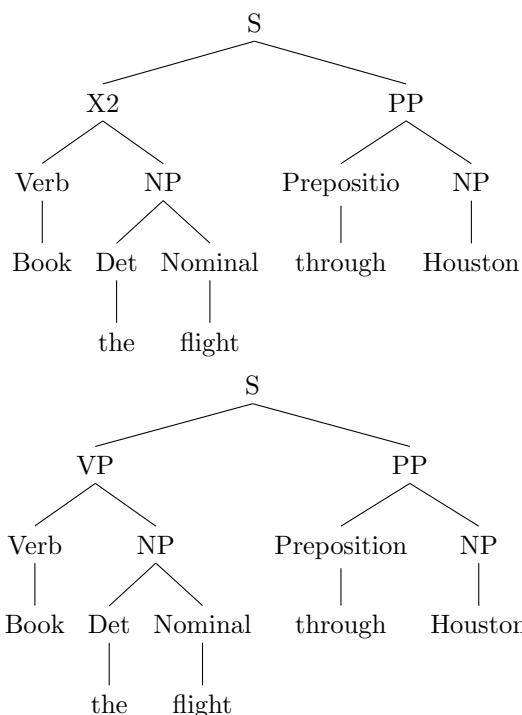 S
X2 PP
Verb NP Prepositio NP
Book Det Nominal through Houston
the flight
S
VP PP
Verb NP Preposition NP
Book Det Nominal through Houston
the flight